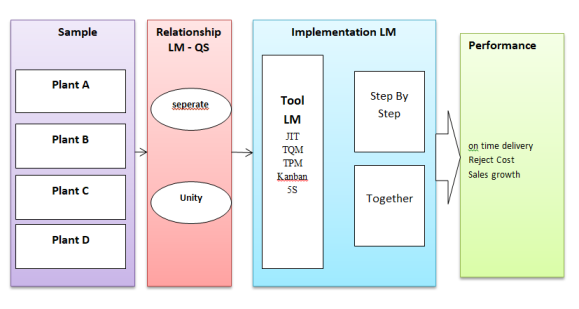 Sample
Plant A
Plant B
Plant C
Plant D
Relationship
LM - QS
seperate
Unity
Implementation LM
Tool
LM
JIT
TQM
TPM
Kanban
5S
Step By
Step
Together
Performance
on time delivery
Reject Cost
Sales growth